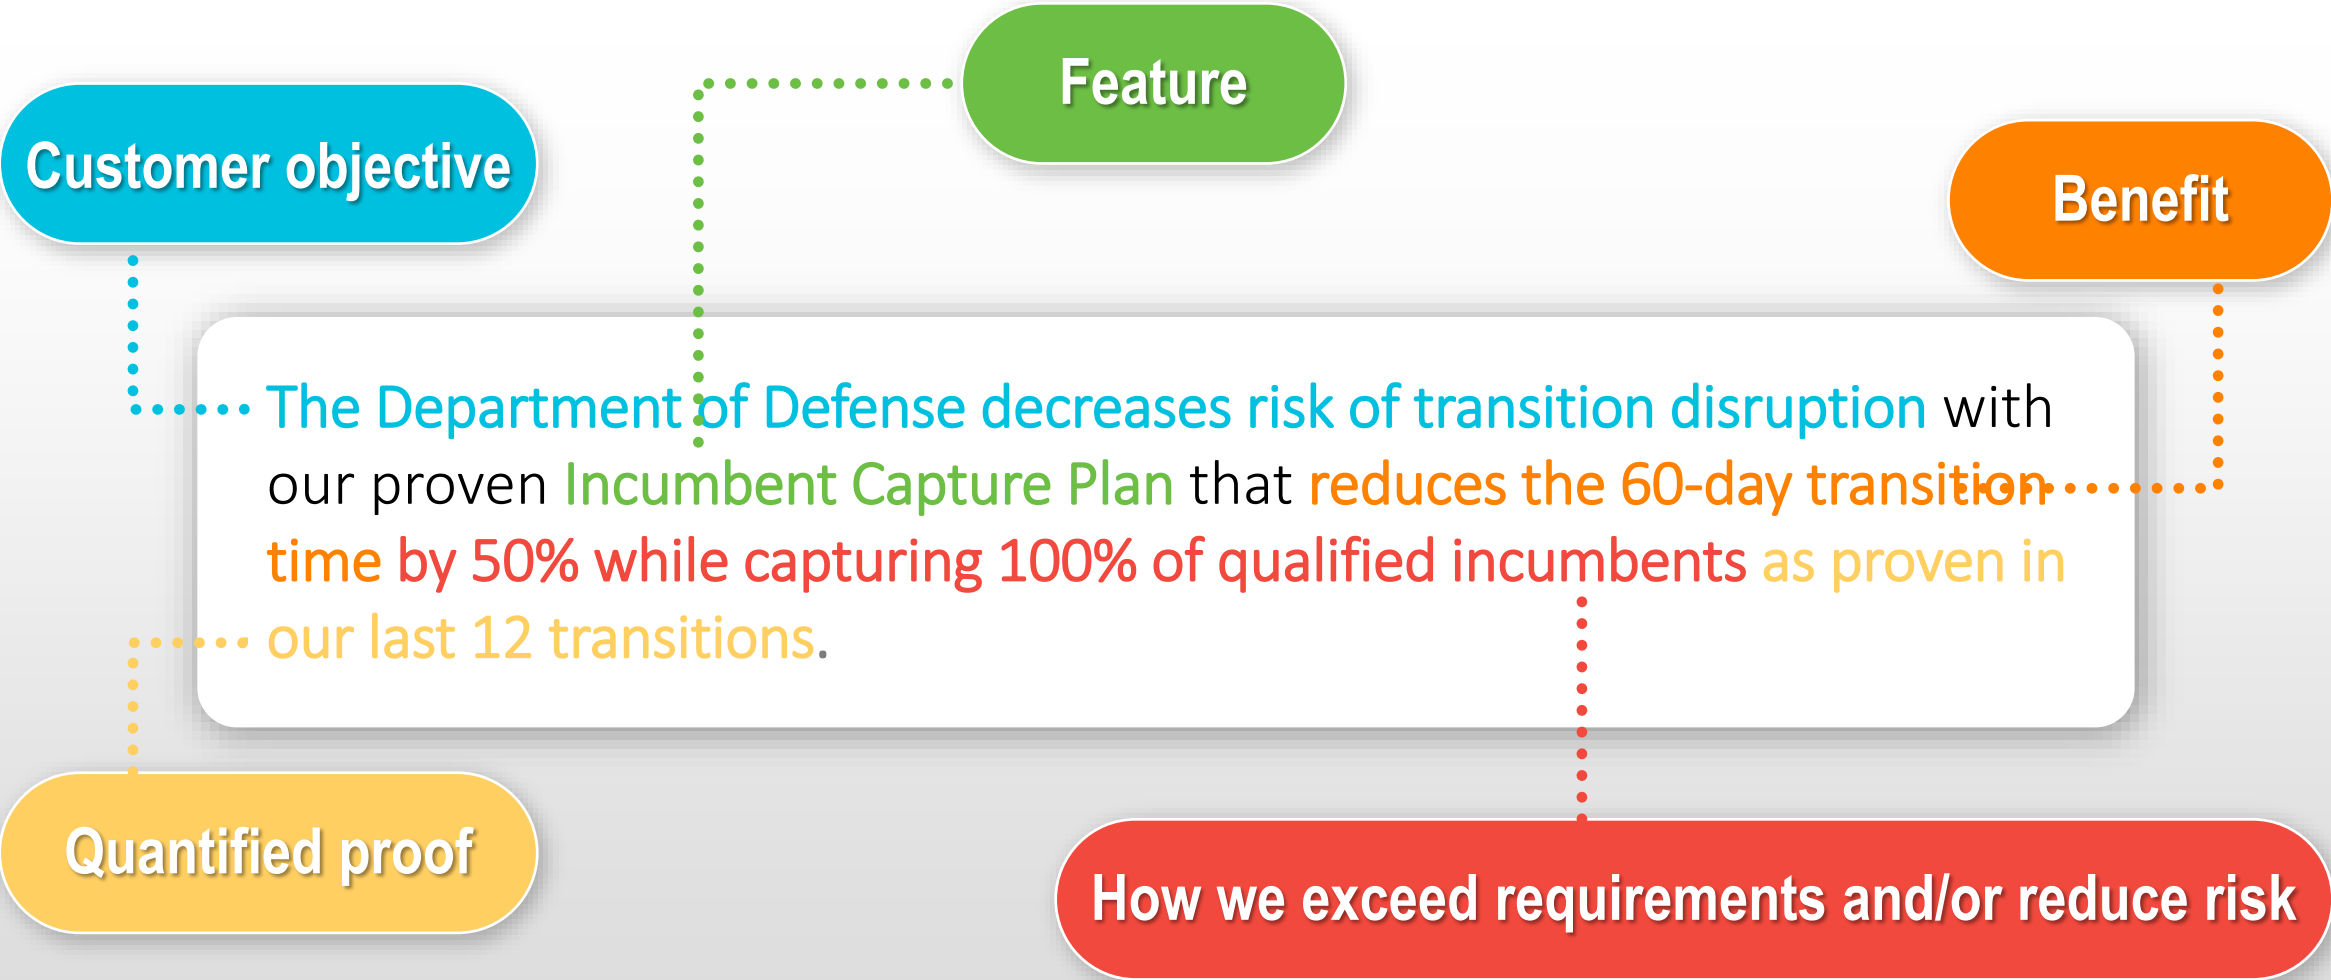 Feature
Customer objective
Benefit
The Department of Defense decreases risk of transition disruption with
our proven Incumbent Capture Plan that reduces the 60-day transition
time by 50% while capturing 100% of qualified incumbents as proven in
our last 12 transitions.
Quantified proof
How we exceed requirements and/or reduce risk